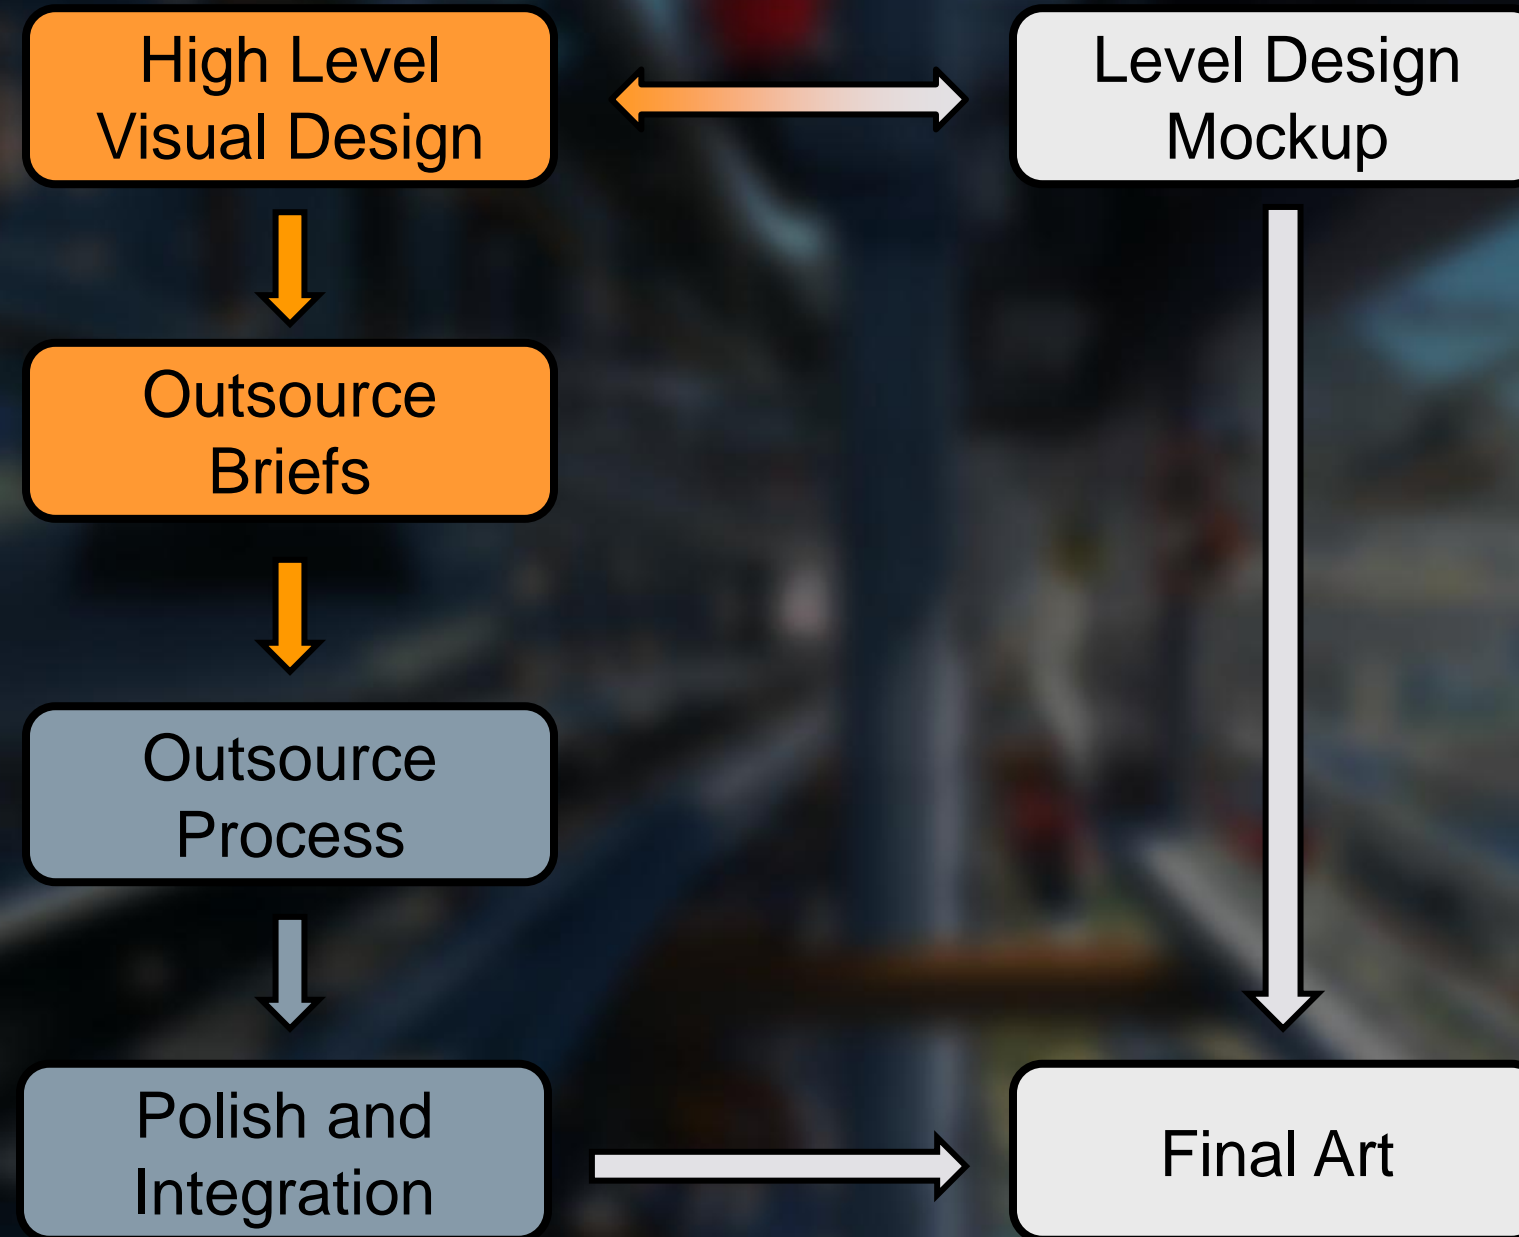 High Level
Visual Design
Level Design
Mockup
Outsource
Briefs
Outsource
Process
Polish and
Integration
Final Art